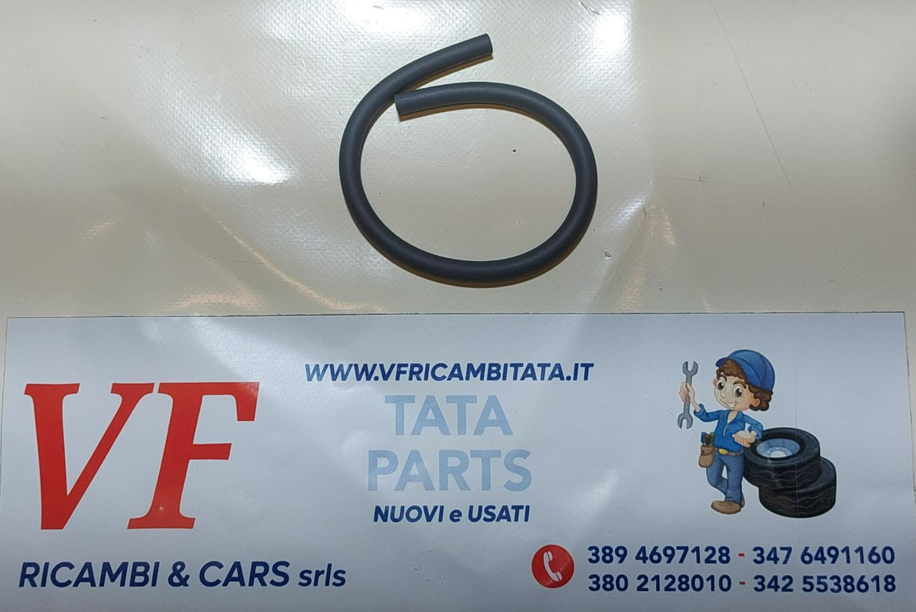 WWW.VFRICAMBITATA.IT
VF
TATA
PARTS
NUOVI e USATI
RICAMBI & CARS srls
389 4697128 - 347 6491160
380 2128010 - 342 5538618